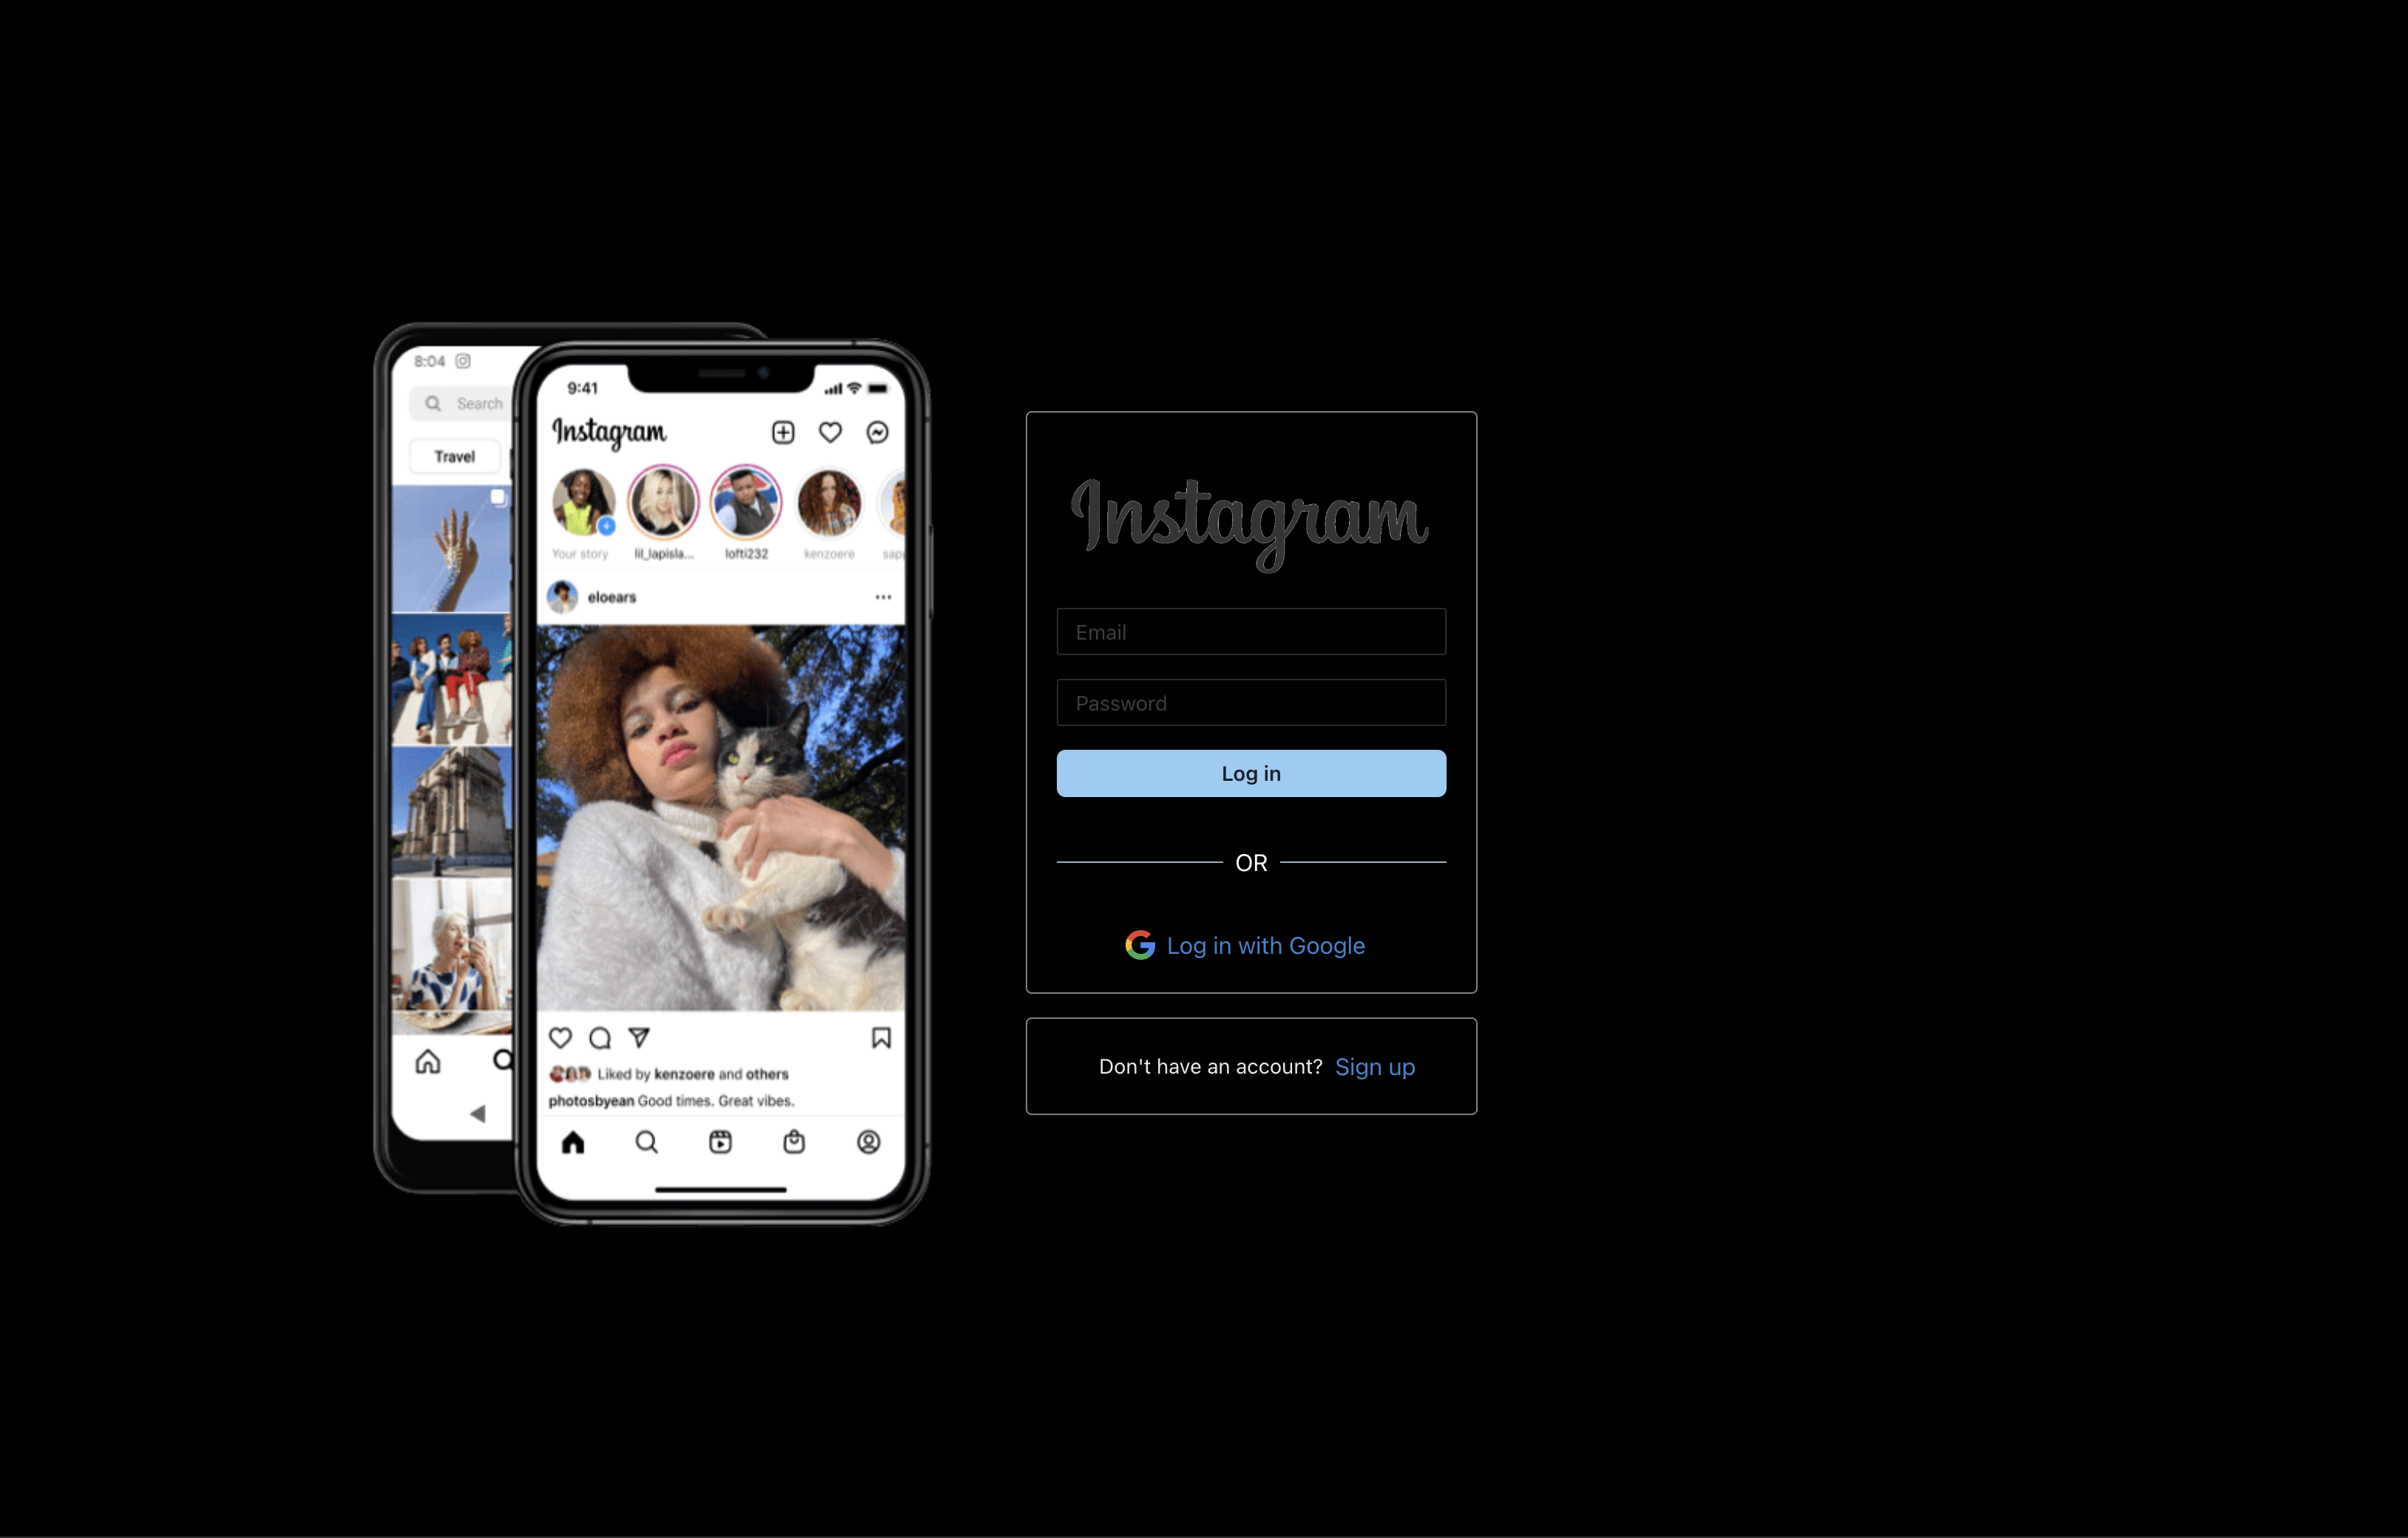 8:04
Search
Travel
9:41
Instagram
Your story
lil_lapisla...
lofti232
kenzoere
eloears
Liked by kenzoere and others
photosbyean Good times. Great vibes.
Instagram
Email
Password
Log in
OR
Log in with Google
Don't have an account? Sign up